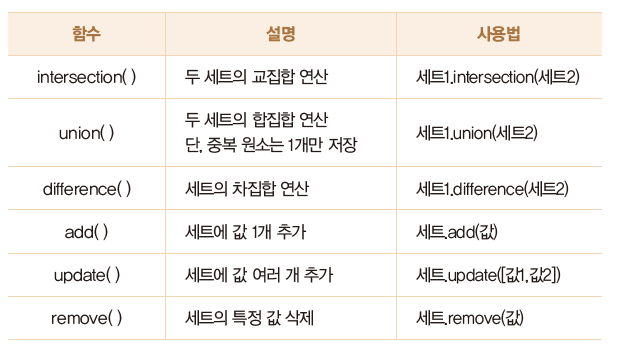 함수 설명 사용법
intersection( ) 두 세트의 교집합 연산 세트1.intersection(세트2)
union( ) 두 세트의 합집합 연산 세트1.union(세트2)
단, 중복 원소는 1개만 저장
difference( ) 세트의 차집합 연산 세트1.difference(세트2)
add( ) 세트에 값 1개 추가 세트.add(값)
update( ) 세트에 값 여러 개 추가 세트.update([값1,값2])
remove( ) 세트의 특정 값 삭제 세트.remove(값)